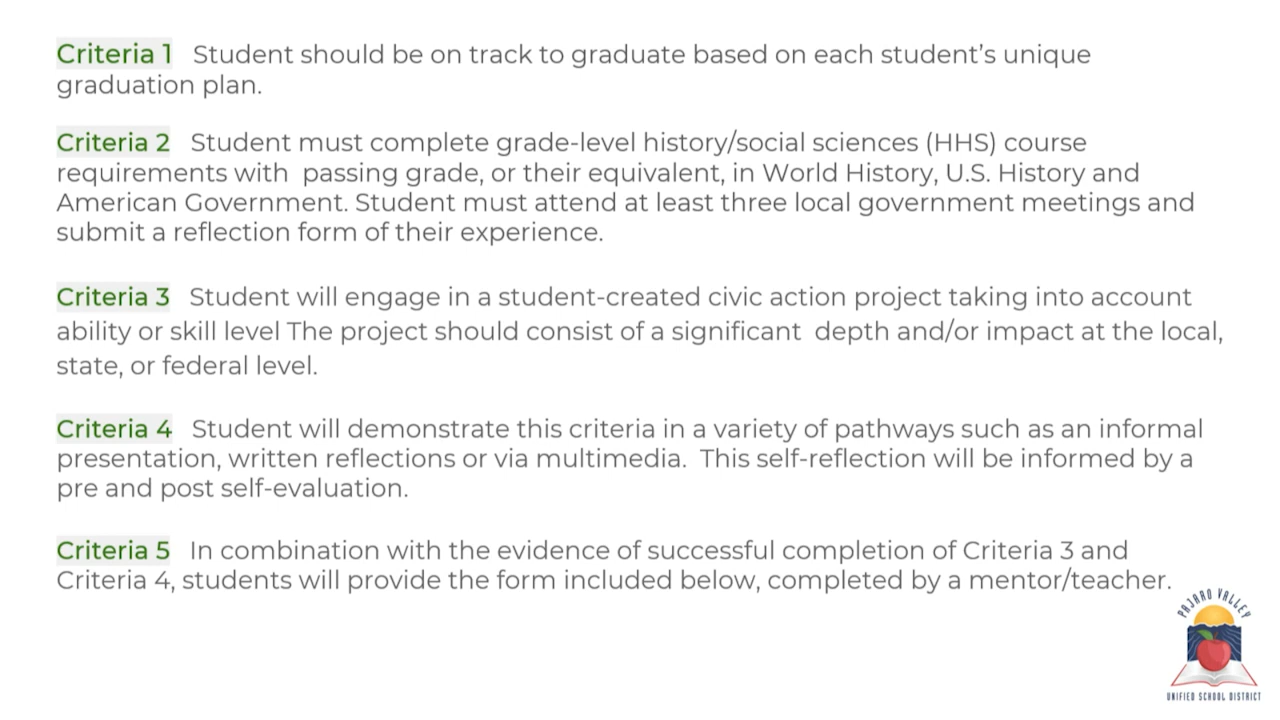 Criteria 1 Student should be on track to graduate based on each student’s unique
graduation plan.
Criteria 2 Student must complete grade-level history/social sciences (HHS) course
requirements with passing grade, or their equivalent, in World History, U.S. History and
American Government. Student must attend at least three local government meetings and
submit a reflection form of their experience.
Criteria 3 Student will engage in a student-created civic action project taking into account
ability or skill level The project should consist of a significant depth and/or impact at the local,
state, or federal level.
Criteria 4 Student will demonstrate this criteria in a variety of pathways such as an informal
presentation, written reflections or via multimedia. This self-reflection will be informed by a
pre and post self-evaluation.
Criteria 5 In combination with the evidence of successful completion of Criteria 3 and
Criteria 4, students will provide the form included below, completed by a mentor/teacher.
PAJARO VALLEY
UNIFIED SCHOOL DISTRICT